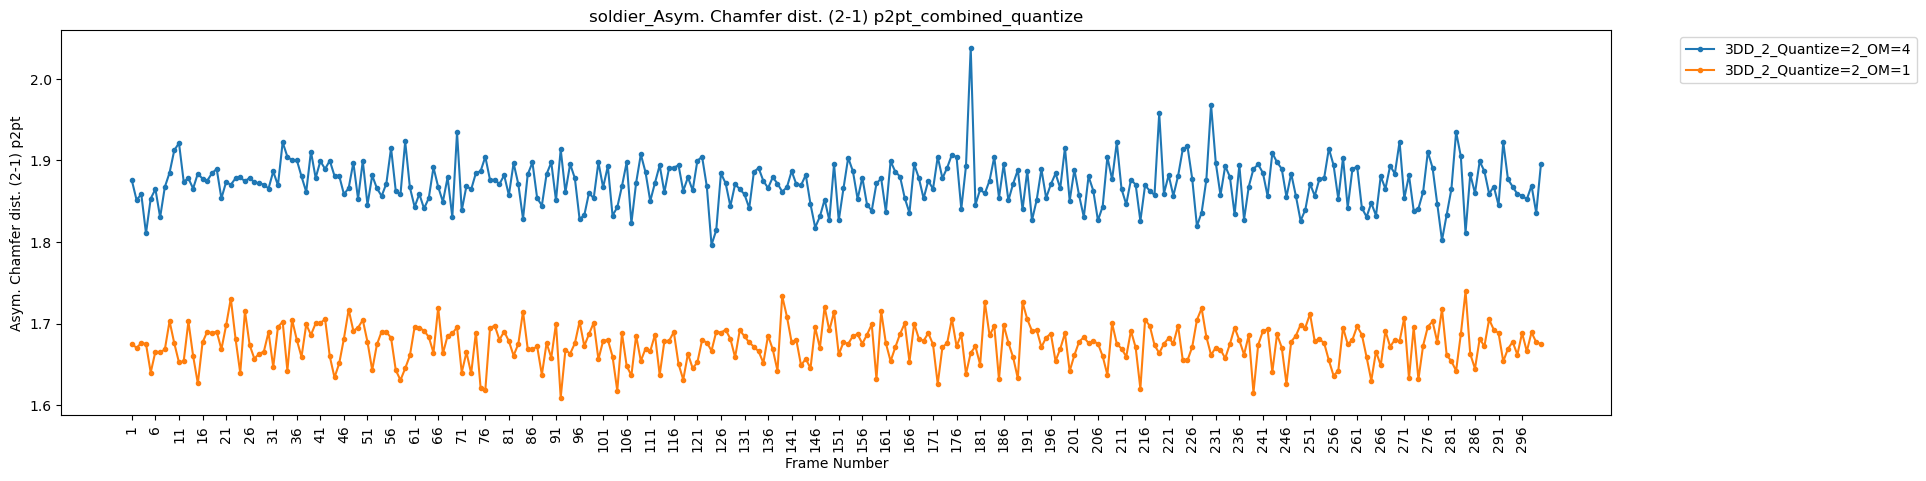 soldier_Asym. Chamfer dist. (2-1) p2pt_combined_quantize
3DD_2_Quantize=2_OM=4
3DD_2_Quantize=2_OM=1
Asym. Chamfer dist. (2-1) p2pt
2.0
1.9
1.8
1.7
1.6
1 6 11 16 21 26 31 36 41 46 51 56 61 66 71 76 81 86 91 96 101 106 111 116 121 126 131 136 141 146 151 156 161 166 171 176 181 186 191 196 201 206 211 216 221 226 231 236 241 246 251 256 261 266 271 276 281 286 291 296
Frame Number